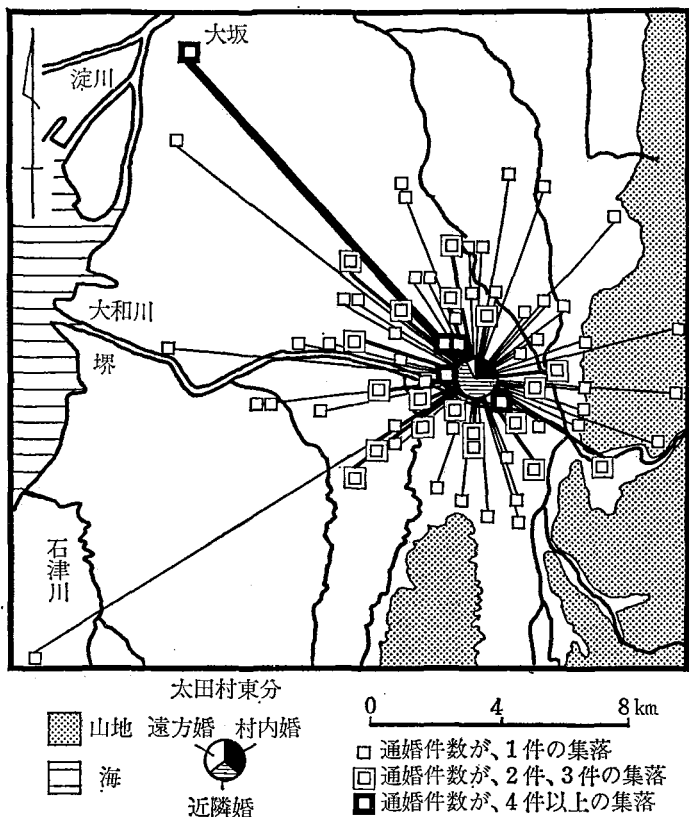 大坂
淀川
大和川
堺
石津川
太田村東分
山地
遠方婚
村内婚
海
近隣婚
0 4 8 km
通婚件数が、1件の集落
通婚件数が、2件、3件の集落
通婚件数が、4件以上の集落